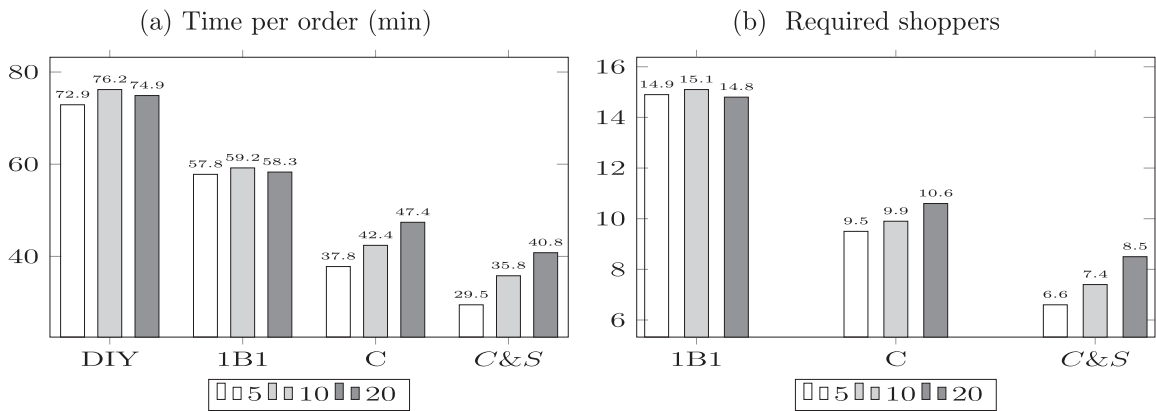 (a) Time per order (min)
80
60
40
72.9
76.2
74.9
57.8
59.2
58.3
37.8
42.4
47.4
29.5
35.8
40.8
DIY
1B1
C
C&S
5 10 20
(b) Required shoppers
16
14
12
10
8
6
14.9
15.1
14.8
9.5
9.9
10.6
6.6
7.4
8.5
1B1
C
C&S
5 10 20